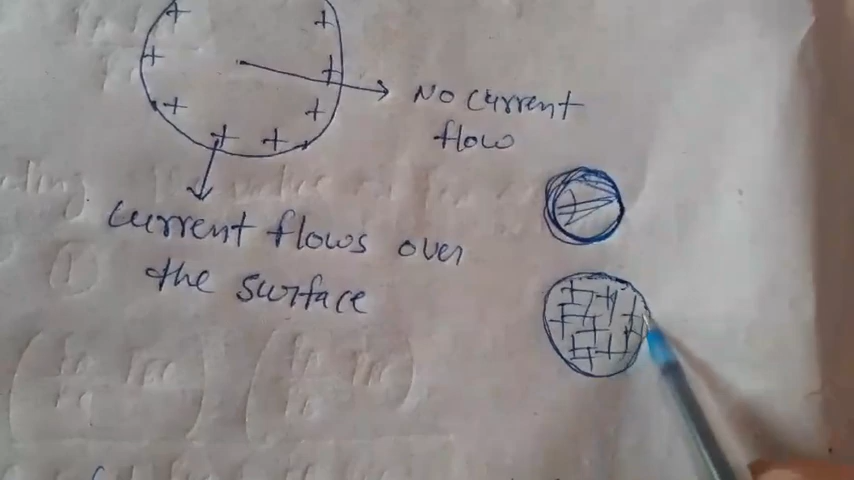 No current
flow
current flows over
the surface